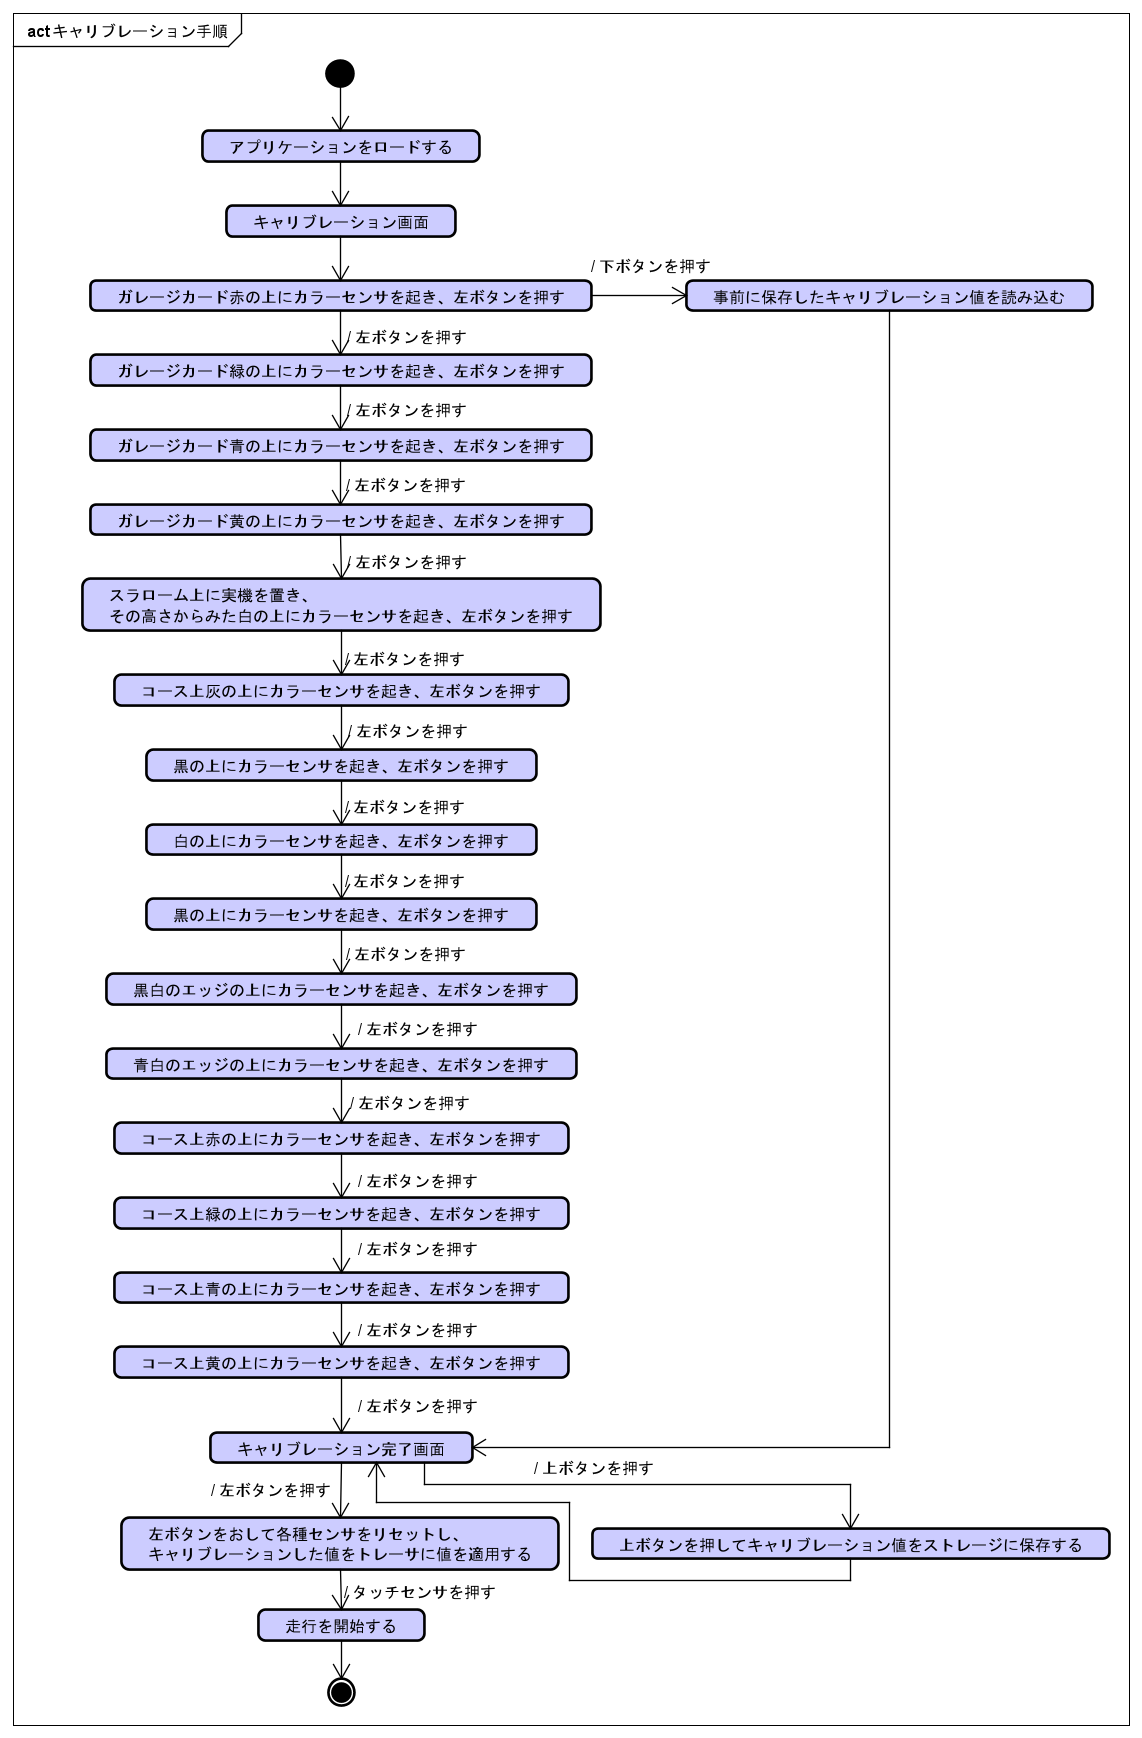 actキャリブレーション手順
アプリケーションをロードする
キャリブレーション画面
/ 下ボタンを押す
ガレージカード赤の上にカラーセンサを起き、左ボタンを押す
事前に保存したキャリブレーション値を読み込む
/ 左ボタンを押す
ガレージカード緑の上にカラーセンサを起き、左ボタンを押す
/ 左ボタンを押す
ガレージカード青の上にカラーセンサを起き、左ボタンを押す
/ 左ボタンを押す
ガレージカード黄の上にカラーセンサを起き、左ボタンを押す
/ 左ボタンを押す
スラローム上に実機を置き、
その高さからみた白の上にカラーセンサを起き、左ボタンを押す
/ 左ボタンを押す
コース上灰の上にカラーセンサを起き、左ボタンを押す
/ 左ボタンを押す
黒の上にカラーセンサを起き、左ボタンを押す
/ 左ボタンを押す
白の上にカラーセンサを起き、左ボタンを押す
/ 左ボタンを押す
黒の上にカラーセンサを起き、左ボタンを押す
/ 左ボタンを押す
黒白のエッジの上にカラーセンサを起き、左ボタンを押す
/ 左ボタンを押す
青白のエッジの上にカラーセンサを起き、左ボタンを押す
/ 左ボタンを押す
コース上赤の上にカラーセンサを起き、左ボタンを押す
/ 左ボタンを押す
コース上緑の上にカラーセンサを起き、左ボタンを押す
/ 左ボタンを押す
コース上青の上にカラーセンサを起き、左ボタンを押す
/ 左ボタンを押す
コース上黄の上にカラーセンサを起き、左ボタンを押す
/ 左ボタンを押す
キャリブレーション完了画面
/ 上ボタンを押す
/ 左ボタンを押す
左ボタンをおして各種センサをリセットし、
キャリブレーションした値をトレーサに値を適用する
上ボタンを押してキャリブレーション値をストレージに保存する
/ タッチセンサを押す
走行を開始する